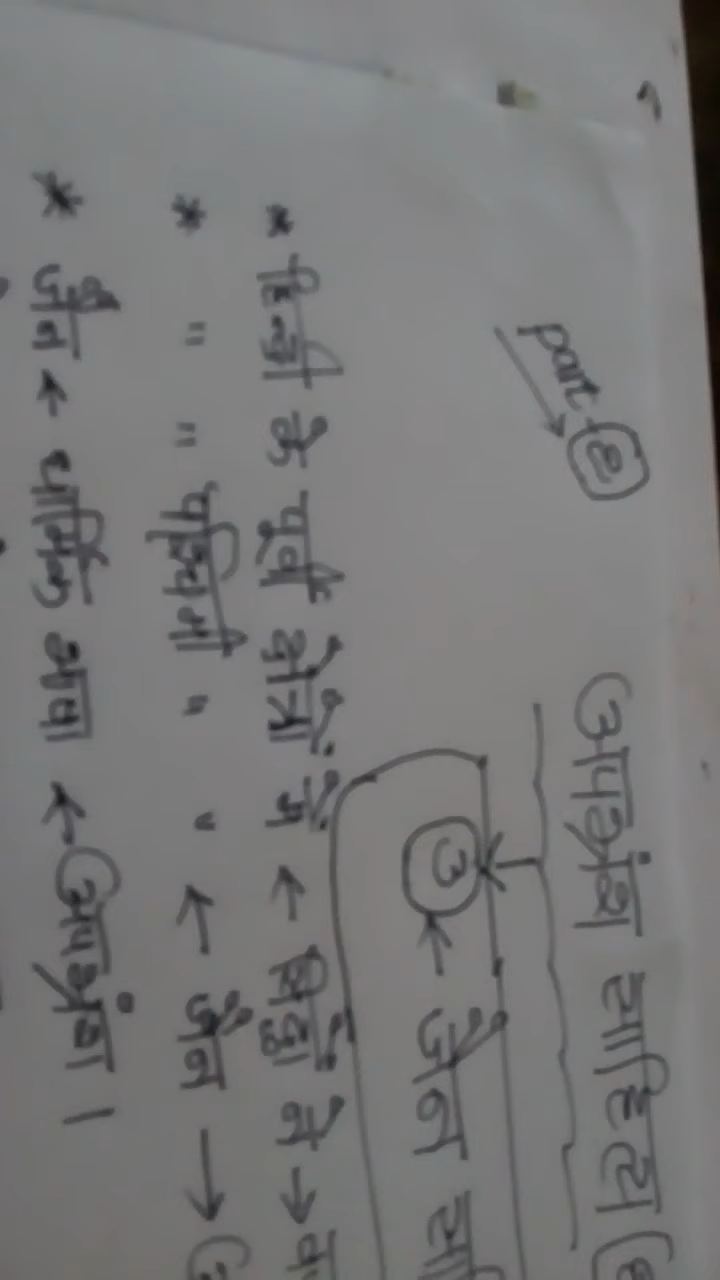 part-(2)
अपभ्रंश साहित्य
③ ← जैन
* हिन्दी के पूर्वी क्षेत्रों में ← सिद्धों ने →
* " " पश्चिमी " " ← जैन →
* जैन ← धार्मिक भाषा ← अपभ्रंश ।